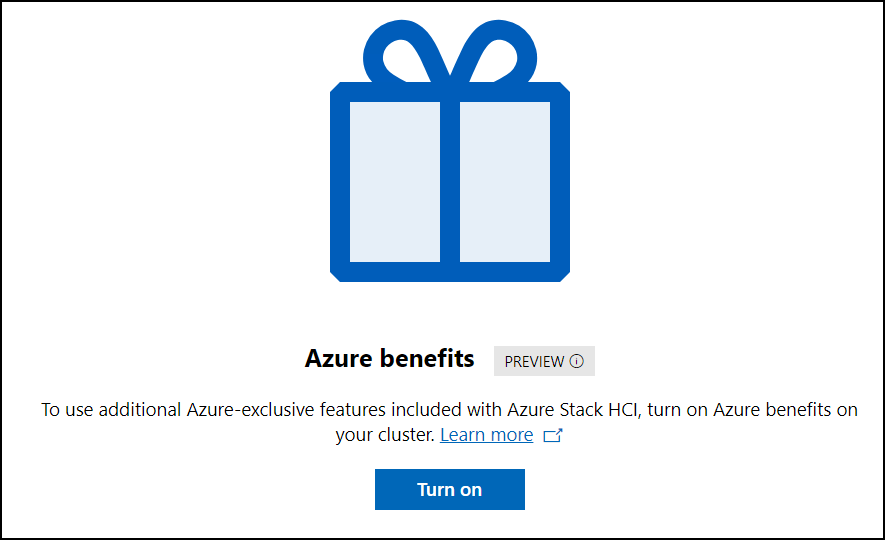 Azure benefits PREVIEW
To use additional Azure-exclusive features included with Azure Stack HCI, turn on Azure benefits on
your cluster. Learn more
Turn on